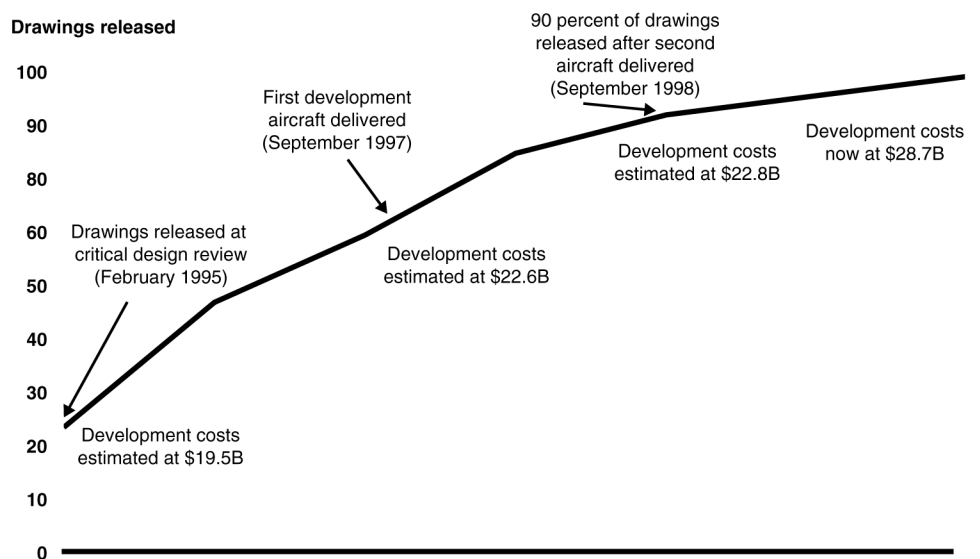 Drawings released
90 percent of drawings
released after second
aircraft delivered
(September 1998)
100
First development
aircraft delivered
(September 1997)
90
Development costs
now at $28.7B
Development costs
estimated at $22.8B
80
60
Drawings released at
critical design review
(February 1995)
Development costs
estimated at $22.6B
50
40
30
20
Development costs
estimated at $19.5B
10
0